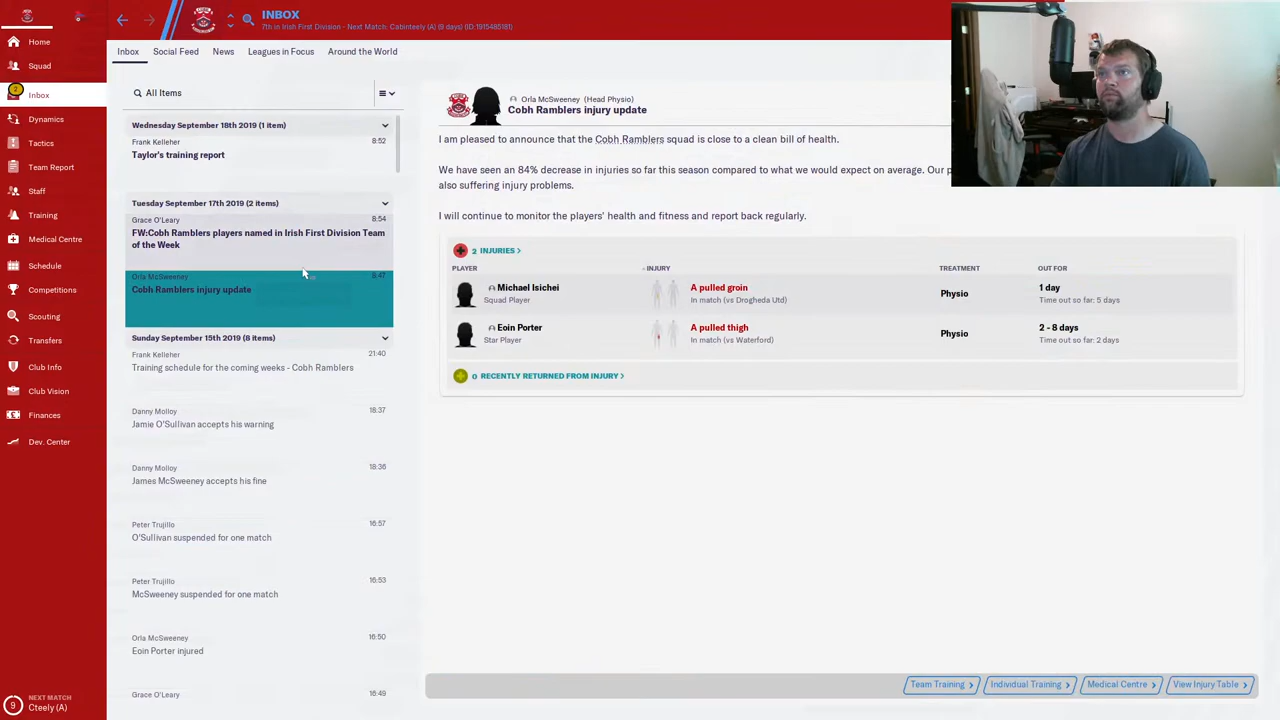 INBOX
7th in Irish First Division - Next Match: Cabinteely (A) (9 days) (ID:1915485181)
Home
Squad
2
Inbox
Dynamics
Tactics
Team Report
Staff
Training
Medical Centre
Schedule
Competitions
Scouting
Transfers
Club Info
Club Vision
Finances
Dev. Center
9
NEXT MATCH
Cteely (A)
Inbox
Social Feed
News
Leagues in Focus
Around the World
All Items
Wednesday September 18th 2019 (1 item)
Frank Kelleher 8:52
Taylor's training report
Tuesday September 17th 2019 (2 items)
Grace O'Leary 8:54
FW:Cobh Ramblers players named in Irish First Division Team
of the Week
Orla McSweeney 8:47
Cobh Ramblers injury update
Sunday September 15th 2019 (8 items)
Frank Kelleher 21:40
Training schedule for the coming weeks - Cobh Ramblers
Danny Molloy 18:37
Jamie O'Sullivan accepts his warning
Danny Molloy 18:36
James McSweeney accepts his fine
Peter Trujillo 16:57
O'Sullivan suspended for one match
Peter Trujillo 16:53
McSweeney suspended for one match
Orla McSweeney 16:50
Eoin Porter injured
Grace O'Leary 16:49
Orla McSweeney (Head Physio)
Cobh Ramblers injury update
I am pleased to announce that the Cobh Ramblers squad is close to a clean bill of health.
We have seen an 84% decrease in injuries so far this season compared to what we would expect on average. Our
also suffering injury problems.
I will continue to monitor the players' health and fitness and report back regularly.
2 INJURIES >
PLAYER INJURY TREATMENT OUT FOR
Michael Isichei A pulled groin Physio 1 day
Squad Player In match (vs Drogheda Utd) Time out so far: 5 days
Eoin Porter A pulled thigh Physio 2 - 8 days
Star Player In match (vs Waterford) Time out so far: 2 days
0 RECENTLY RETURNED FROM INJURY >
Team Training >
Individual Training >
Medical Centre >
View Injury Table >